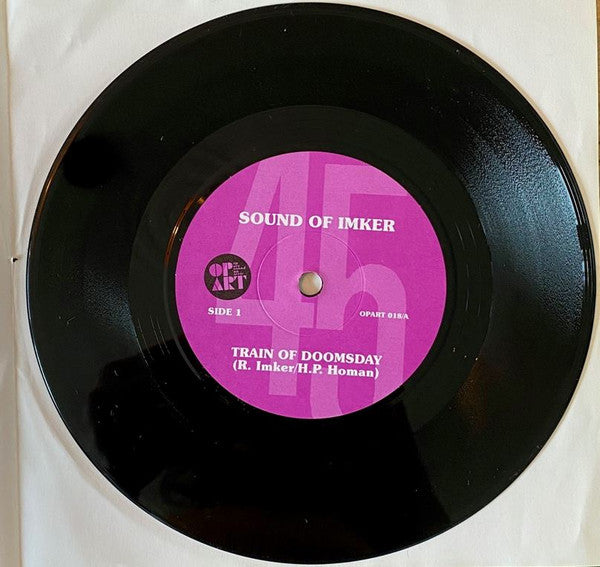 45
SOUND OF IMKER
OP
ART
SIDE 1
OPART 018/A
TRAIN OF DOOMSDAY
(R. Imker/H.P. Homan)